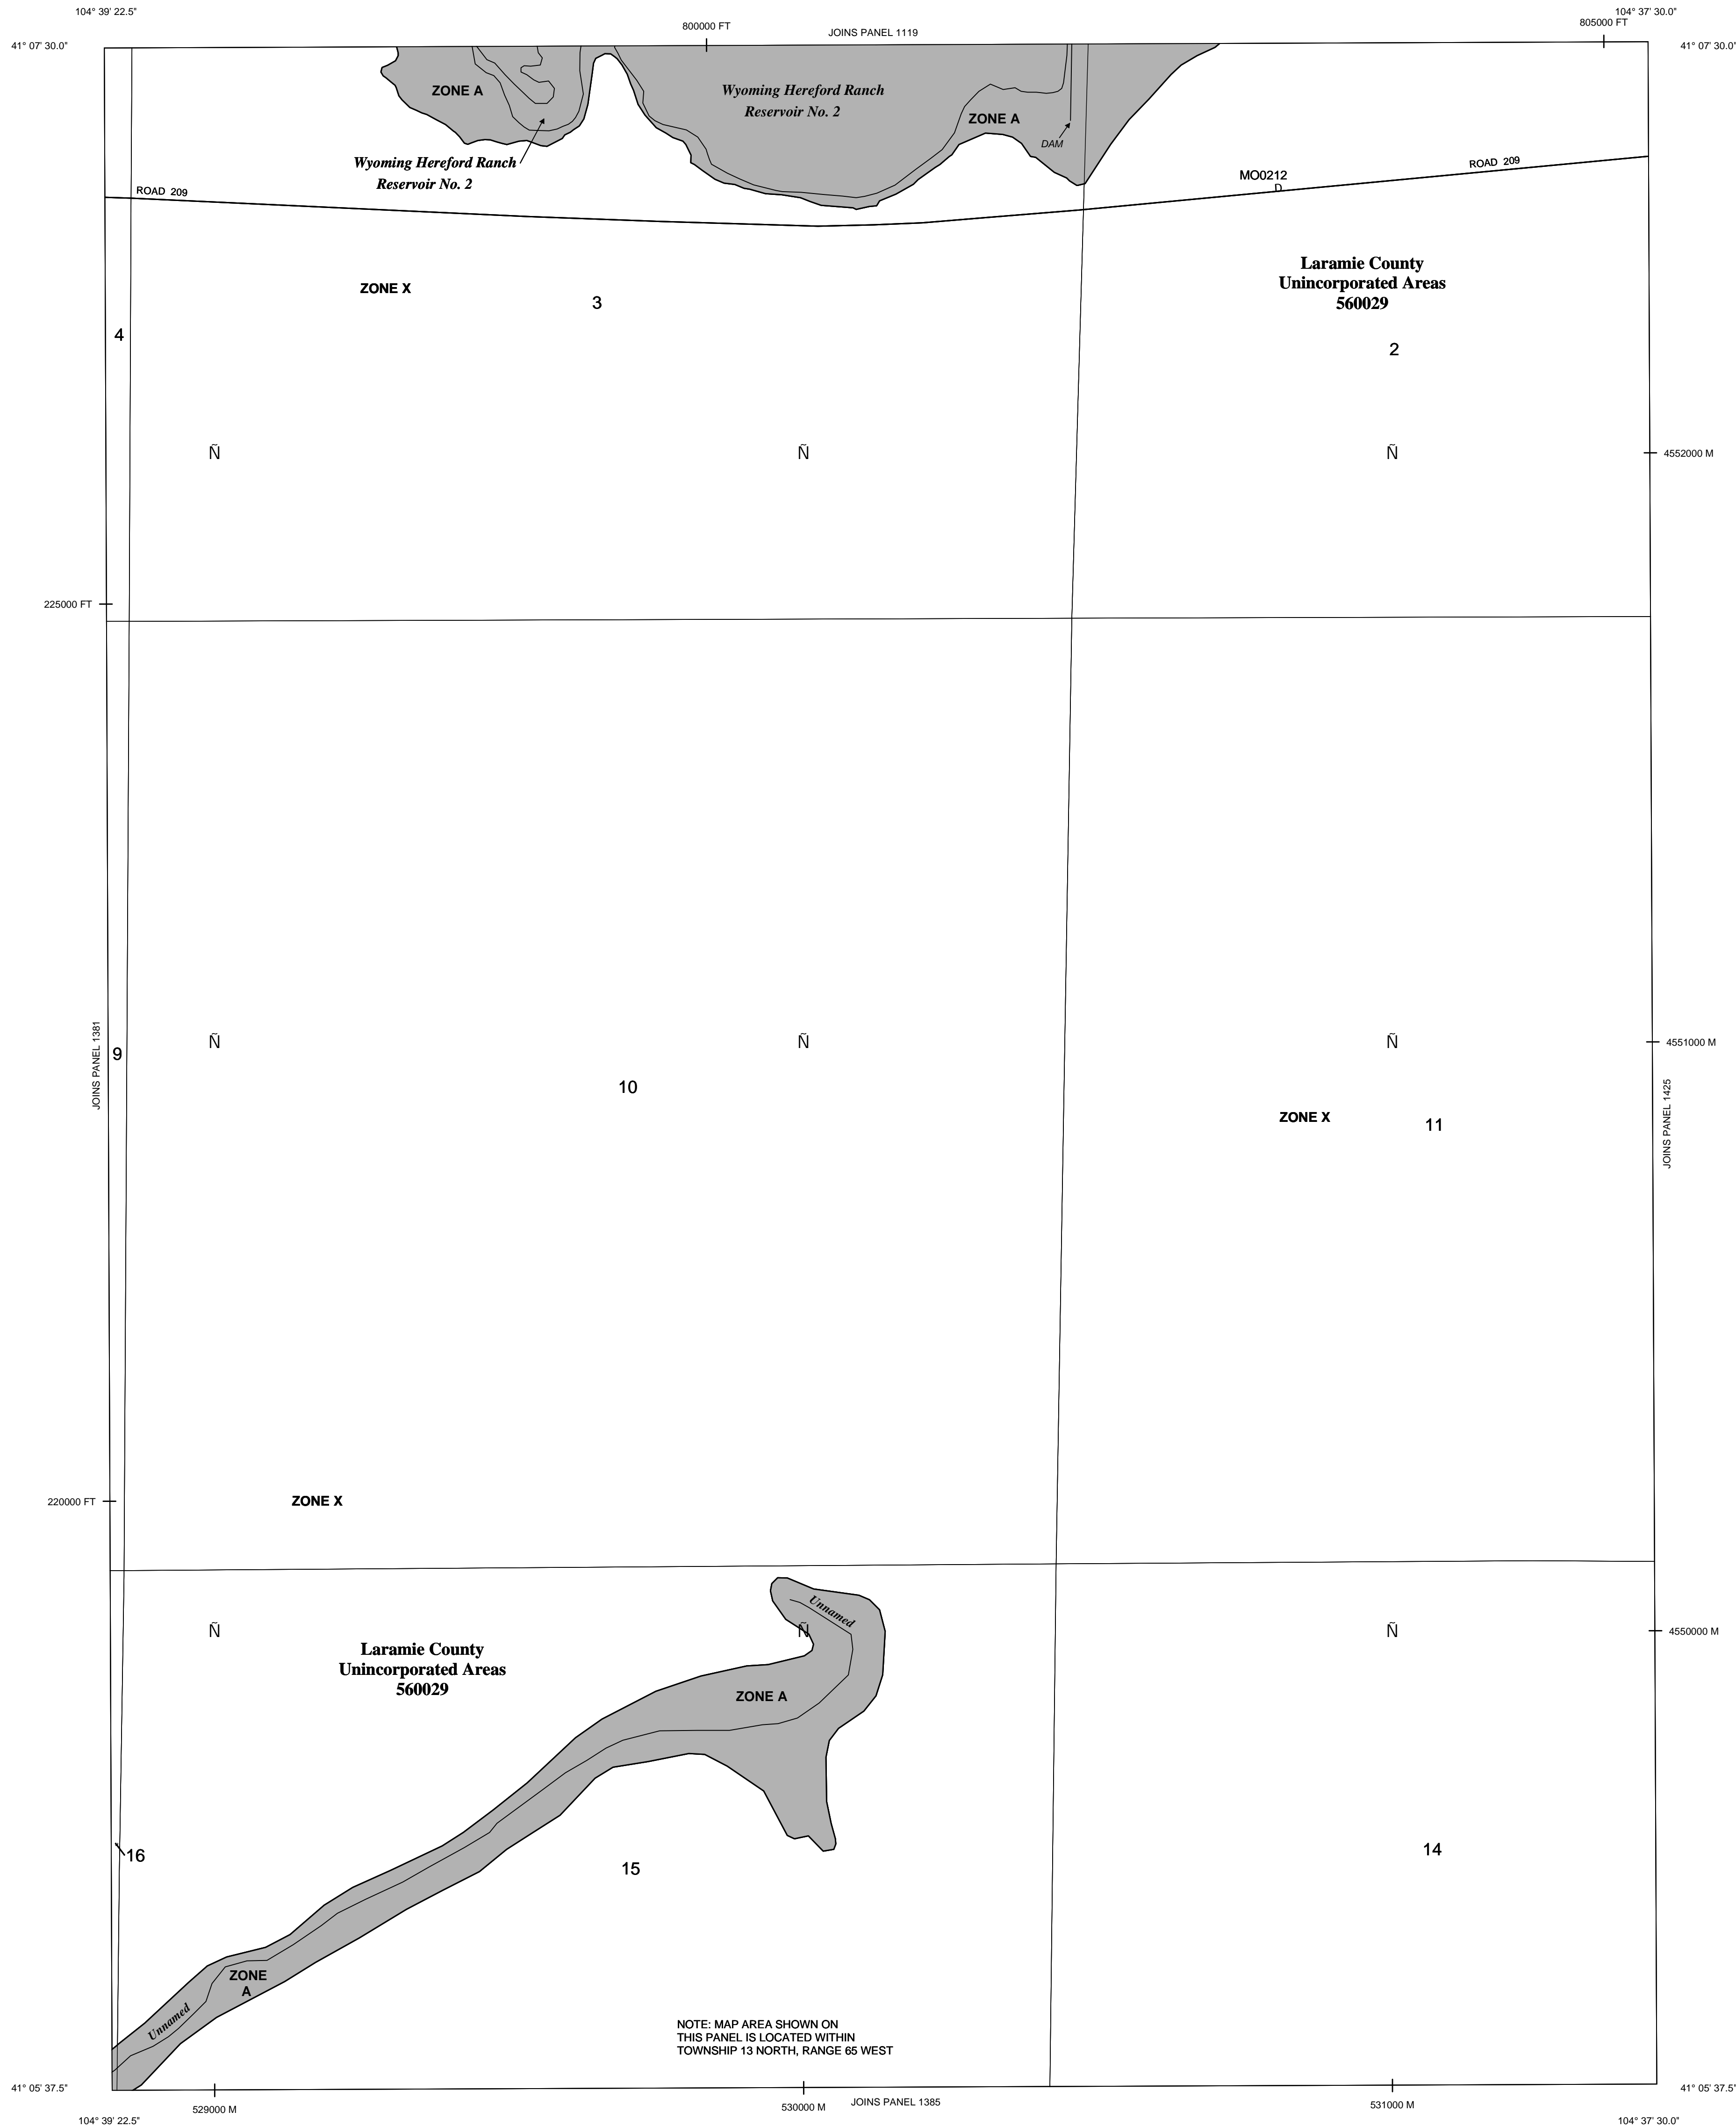 104° 39' 22.5"
104° 37' 30.0"
800000 FT
JOINS PANEL 1119
805000 FT
41° 07' 30.0"
41° 07' 30.0"
ZONE A
Wyoming Hereford Ranch
Reservoir No. 2
ZONE A
DAM
Wyoming Hereford Ranch
Reservoir No. 2
ROAD 209
MO0212
D
ROAD 209
Laramie County
Unincorporated Areas
560029
ZONE X
3
4
2
Ñ
Ñ
Ñ
4552000 M
225000 FT
JOINS PANEL 1381
9
Ñ
Ñ
Ñ
4551000 M
10
ZONE X
11
JOINS PANEL 1425
220000 FT
ZONE X
Unnamed
Ñ
Ñ
Ñ
4550000 M
Laramie County
Unincorporated Areas
560029
ZONE A
16
15
14
ZONE
A
Unnamed
NOTE: MAP AREA SHOWN ON
THIS PANEL IS LOCATED WITHIN
TOWNSHIP 13 NORTH, RANGE 65 WEST
41° 05' 37.5"
41° 05' 37.5"
529000 M
530000 M
JOINS PANEL 1385
531000 M
104° 39' 22.5"
104° 37' 30.0"